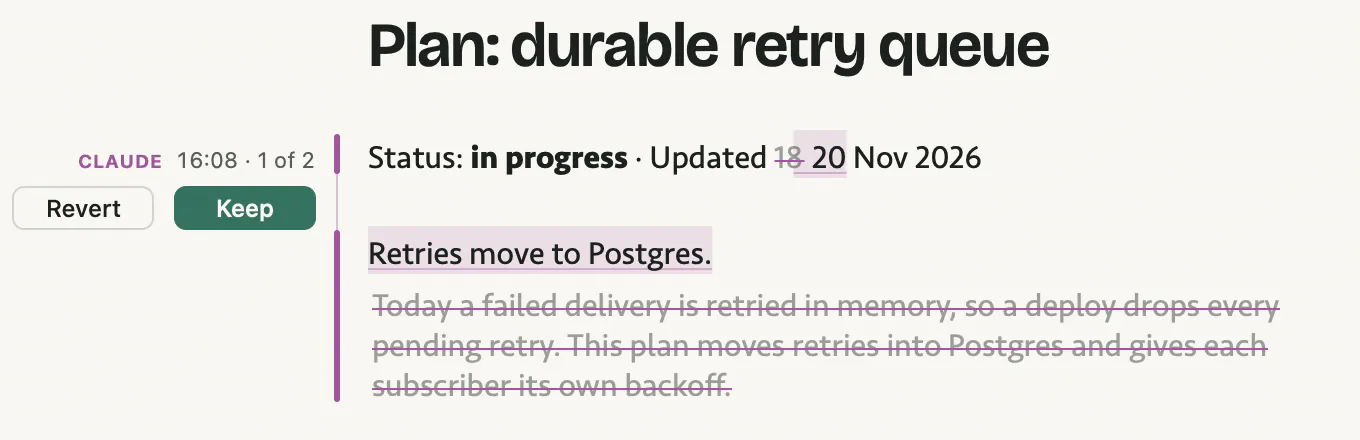 Plan: durable retry queue
CLAUDE 16:08 · 1 of 2
Status: in progress · Updated 18 20 Nov 2026
Revert Keep
Retries move to Postgres.
Today a failed delivery is retried in memory, so a deploy drops every
pending retry. This plan moves retries into Postgres and gives each
subscriber its own backoff.